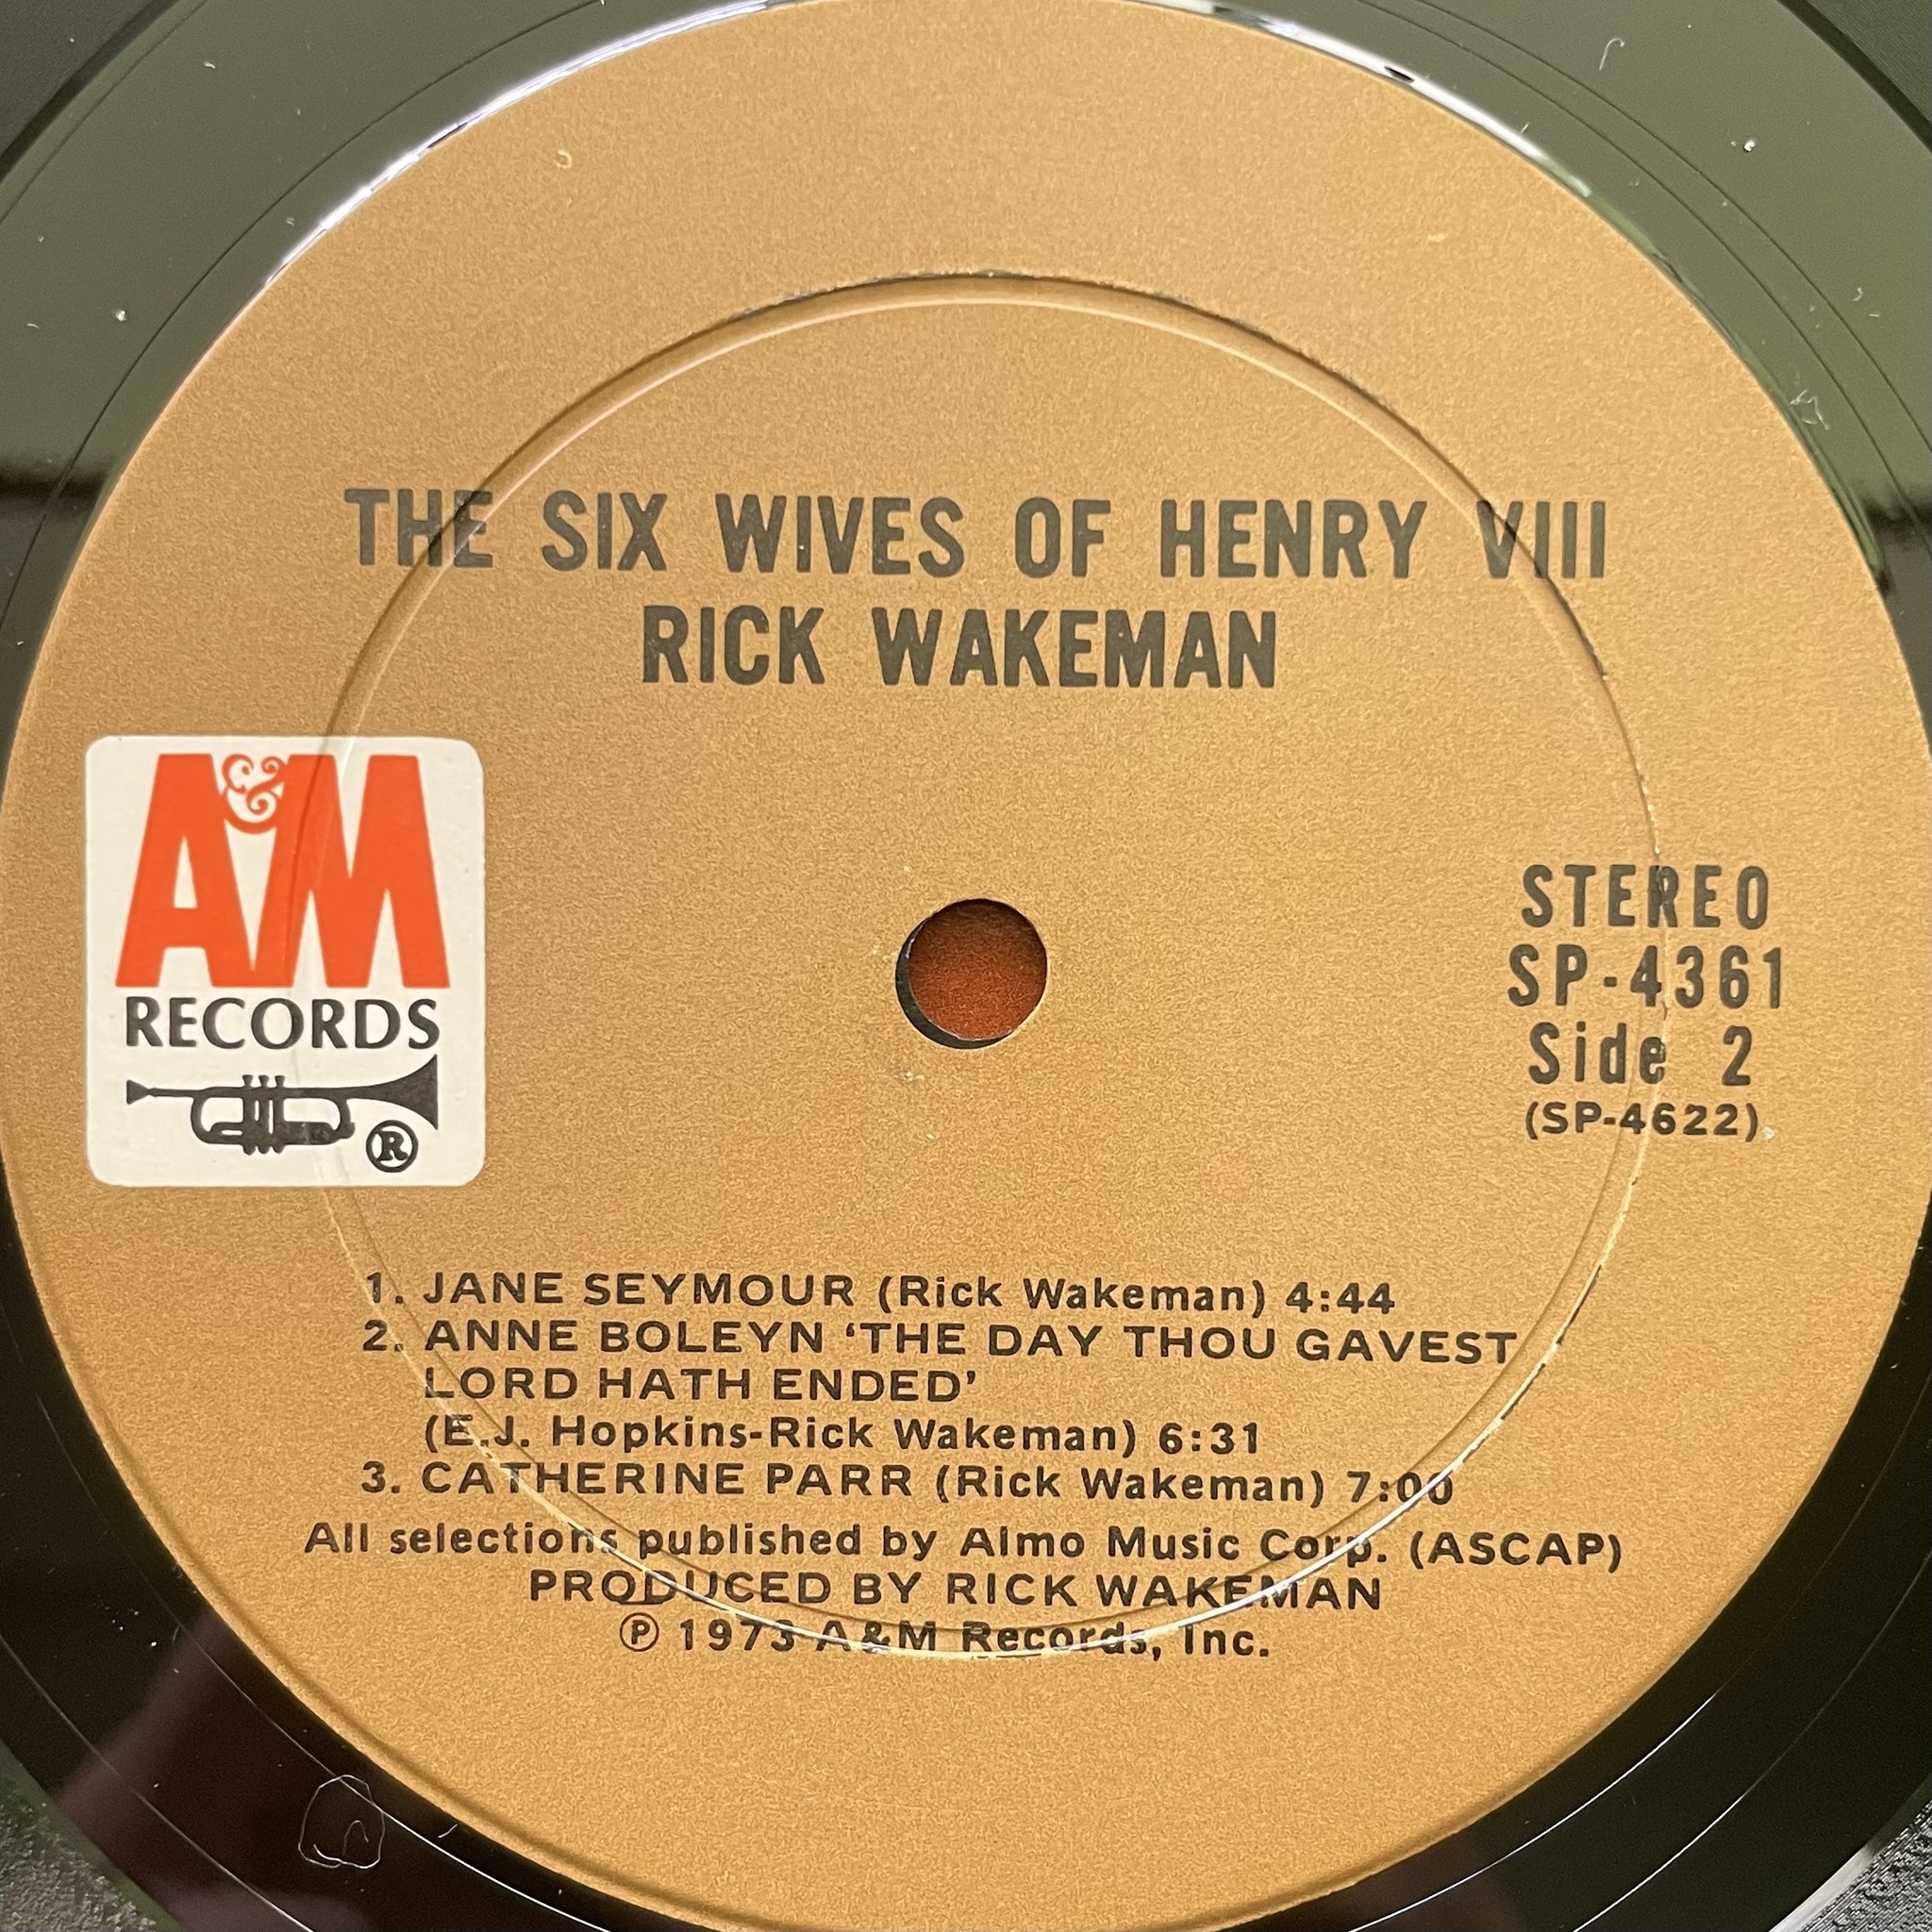 THE SIX WIVES OF HENRY VIII
RICK WAKEMAN
A&M
RECORDS
®
STEREO
SP-4361
Side 2
(SP-4622)
1. JANE SEYMOUR (Rick Wakeman) 4:44
2. ANNE BOLEYN ‘THE DAY THOU GAVEST
LORD HATH ENDED’
(E.J. Hopkins-Rick Wakeman) 6:31
3. CATHERINE PARR (Rick Wakeman) 7:00
All selections published by Almo Music Corp. (ASCAP)
PRODUCED BY RICK WAKEMAN
℗ 1973 A&M Records, Inc.